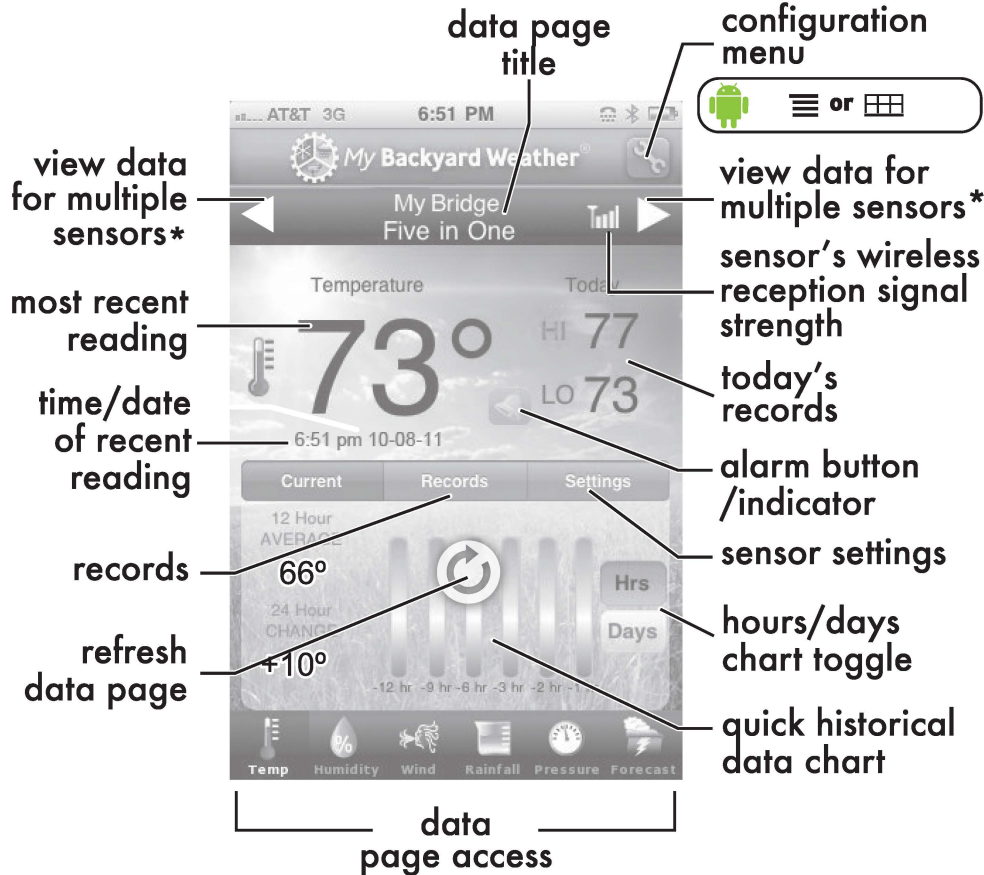 data page
title
configuration
menu
or
AT&T 3G
6:51 PM
My Backyard Weather®
view data
for multiple
sensors*
My Bridge
Five in One
view data for
multiple sensors*
sensor's wireless
reception signal
strength
most recent
reading
Temperature
73°
Today
HI 77
LO 73
today's
records
time/date
of recent
reading
6:51 pm 10-08-11
alarm button
/indicator
Current
Records
Settings
sensor settings
records
12 Hour
AVERAGE
66º
24 Hour
CHANGE
+10º
Hrs
Days
hours/days
chart toggle
refresh
data page
-12 hr -9 hr -6 hr -3 hr -2 hr
quick historical
data chart
%
Temp
Humidity
Wind
Rainfall
Pressure
Forecast
data
page access